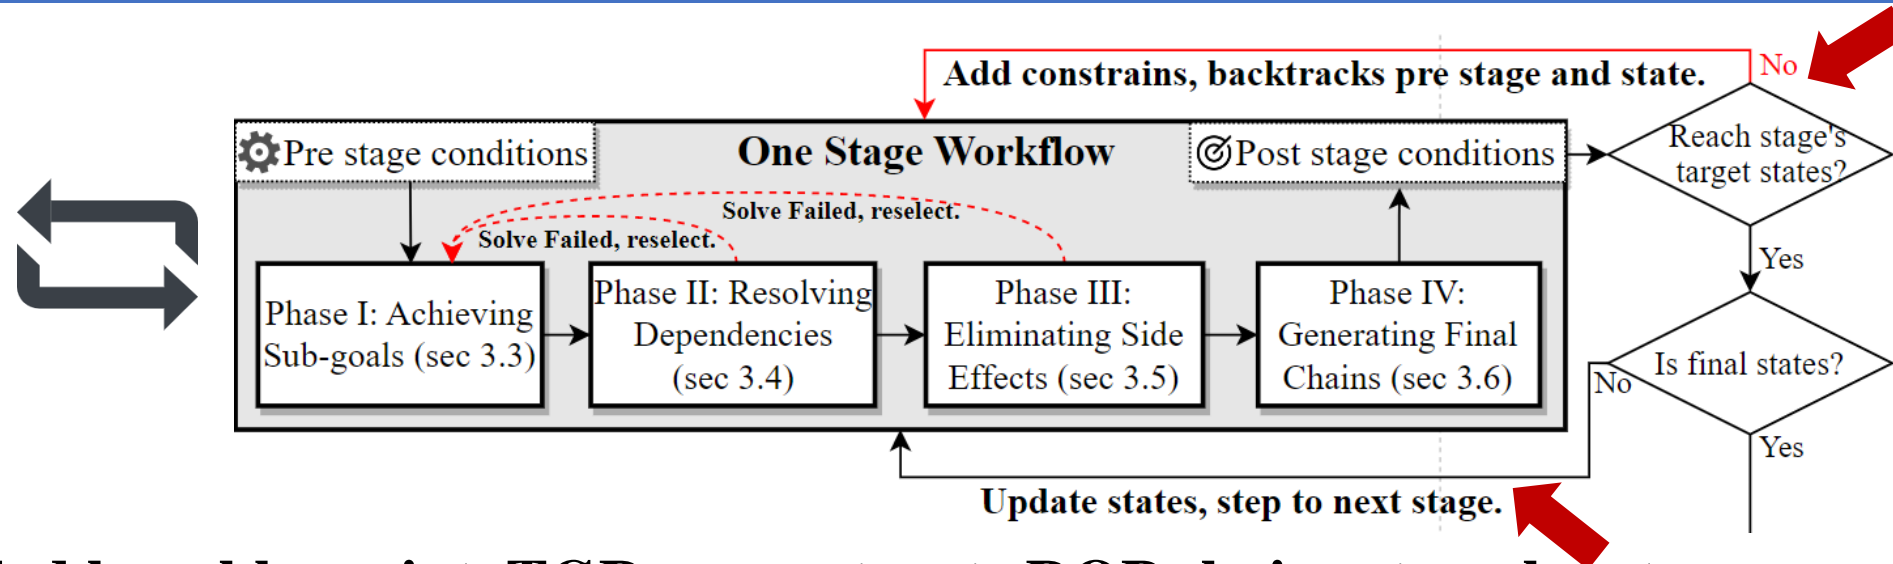 No
Add constrains, backtracks pre stage and state.
Pre stage conditions
One Stage Workflow
Post stage conditions
Reach stage's
target states?
Solve Failed, reselect.
Solve Failed, reselect.
Yes
Phase I: Achieving
Sub-goals (sec 3.3)
Phase II: Resolving
Dependencies
(sec 3.4)
Phase III:
Eliminating Side
Effects (sec 3.5)
Phase IV:
Generating Final
Chains (sec 3.6)
Is final states?
No
Yes
Update states, step to next stage.